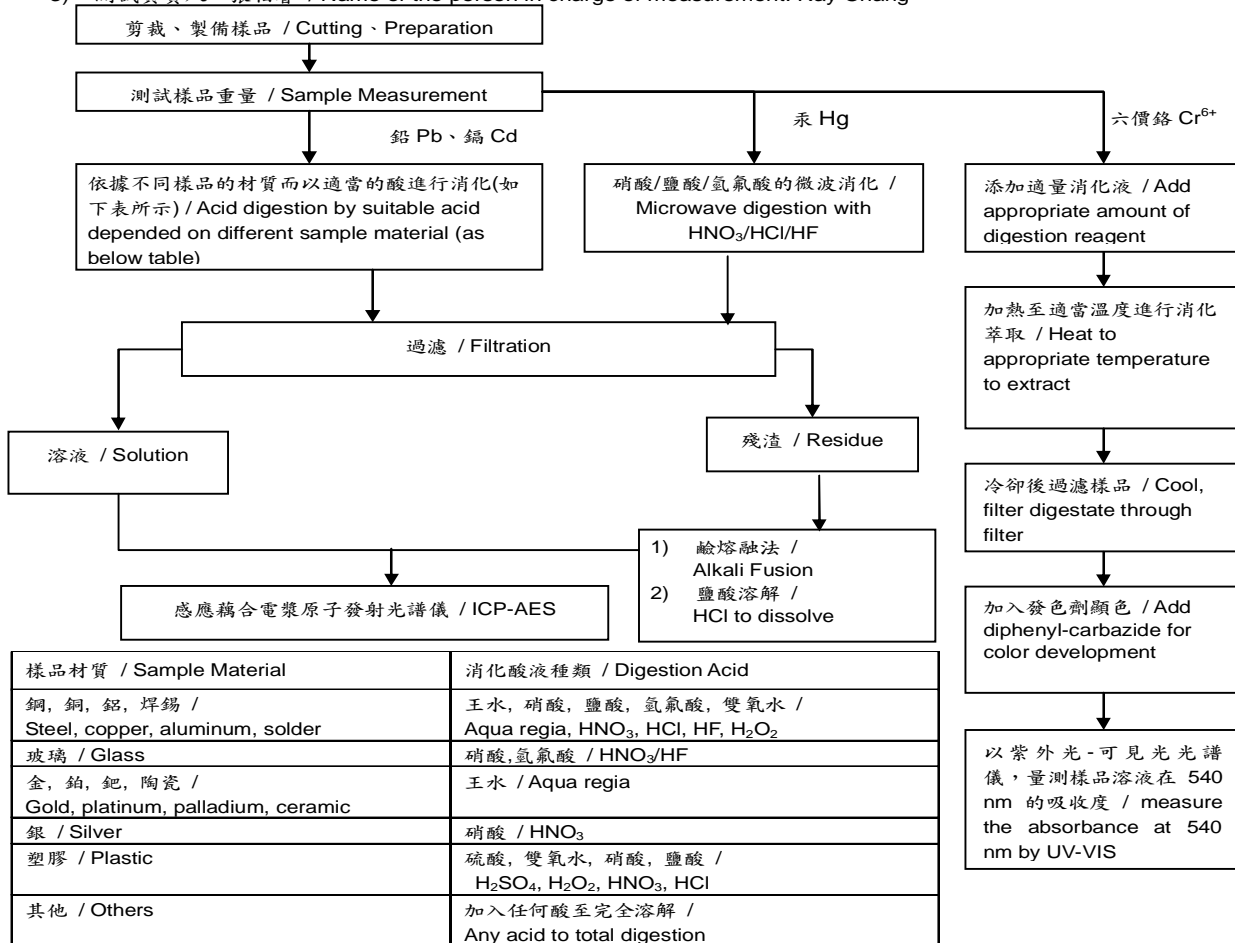 / Name of the person in charge of measurement: Ray Chang
剪裁、製備樣品 / Cutting、Preparation
測試樣品重量 / Sample Measurement
鉛 Pb、鎘 Cd
汞 Hg
六價鉻 Cr⁶⁺
依據不同樣品的材質而以適當的酸進行消化(如
下表所示) / Acid digestion by suitable acid
depended on different sample material (as
below table)
硝酸/鹽酸/氫氟酸的微波消化 /
Microwave digestion with
HNO₃/HCl/HF
添加適量消化液 / Add
appropriate amount of
digestion reagent
過濾 / Filtration
加熱至適當溫度進行消化
萃取 / Heat to
appropriate temperature
to extract
溶液 / Solution
殘渣 / Residue
冷卻後過濾樣品 / Cool,
filter digestate through
filter
1) 鹼熔融法 /
Alkali Fusion
2) 鹽酸溶解 /
HCl to dissolve
感應藕合電漿原子發射光譜儀 / ICP-AES
加入發色劑顯色 / Add
diphenyl-carbazide for
color development
以紫外光-可見光光譜
儀，量測樣品溶液在 540
nm 的吸收度 / measure
the absorbance at 540
nm by UV-VIS
樣品材質 / Sample Material
消化酸液種類 / Digestion Acid
鋼, 銅, 鋁, 焊錫 /
Steel, copper, aluminum, solder
王水, 硝酸, 鹽酸, 氫氟酸, 雙氧水 /
Aqua regia, HNO₃, HCl, HF, H₂O₂
玻璃 / Glass
硝酸,氫氟酸 / HNO₃/HF
金, 鉑, 鈀, 陶瓷 /
Gold, platinum, palladium, ceramic
王水 / Aqua regia
銀 / Silver
硝酸 / HNO₃
塑膠 / Plastic
硫酸, 雙氧水, 硝酸, 鹽酸 /
H₂SO₄, H₂O₂, HNO₃, HCl
其他 / Others
加入任何酸至完全溶解 /
Any acid to total digestion